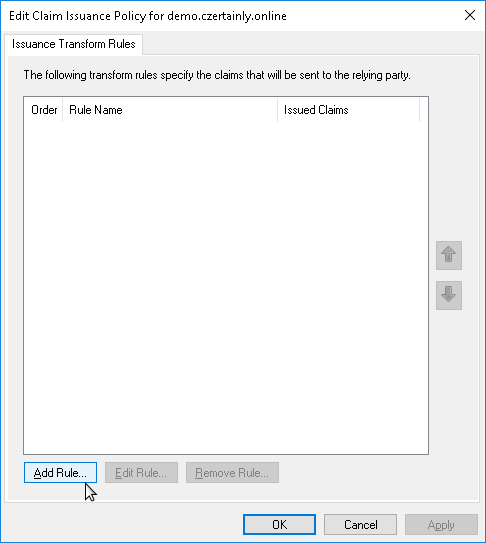 Edit Claim Issuance Policy for demo.czertainly.online
Issuance Transform Rules
The following transform rules specify the claims that will be sent to the relying party.
Order Rule Name Issued Claims
Add Rule... Edit Rule... Remove Rule...
OK Cancel Apply